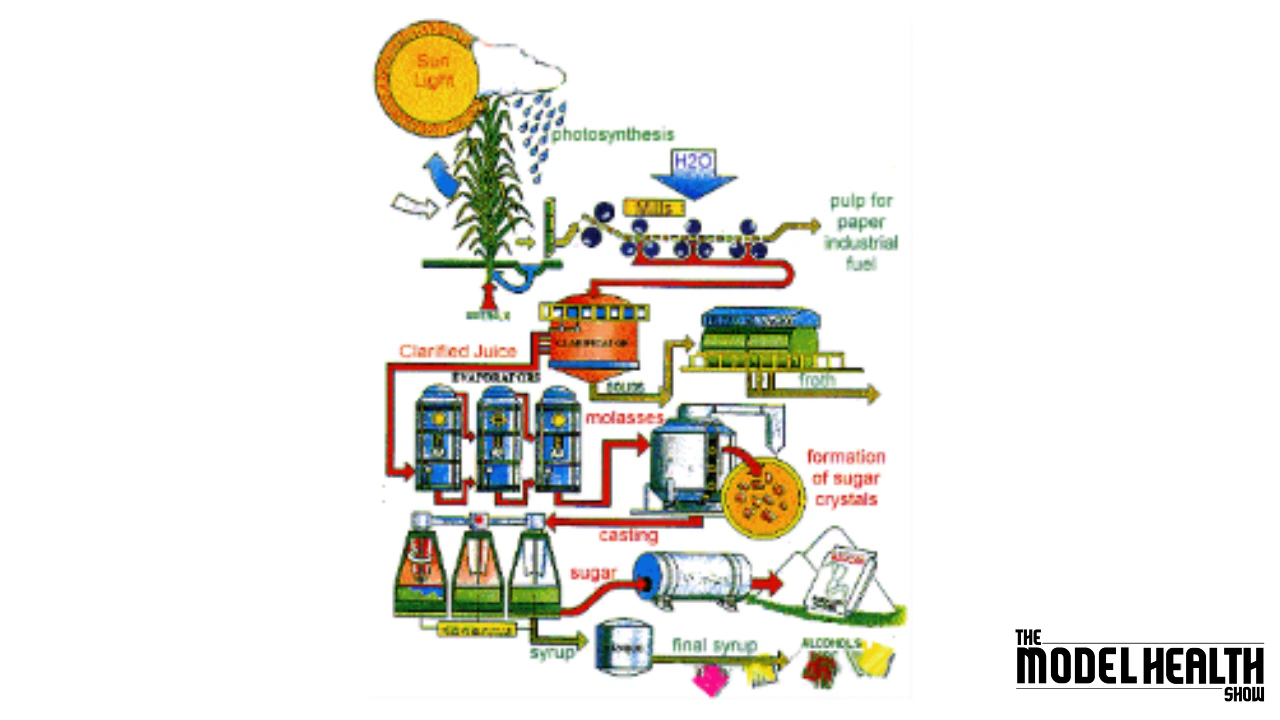 Sun
Light
photosynthesis
H2O
Mills
pulp for
paper
industrial
fuel
CLARIFICATOR
Clarified Juice
EVAPORATORS
solids
froth
molasses
formation
of sugar
crystals
casting
sugar
syrup
final syrup
ALCOHOLS
THE
MODEL HEALTH
SHOW